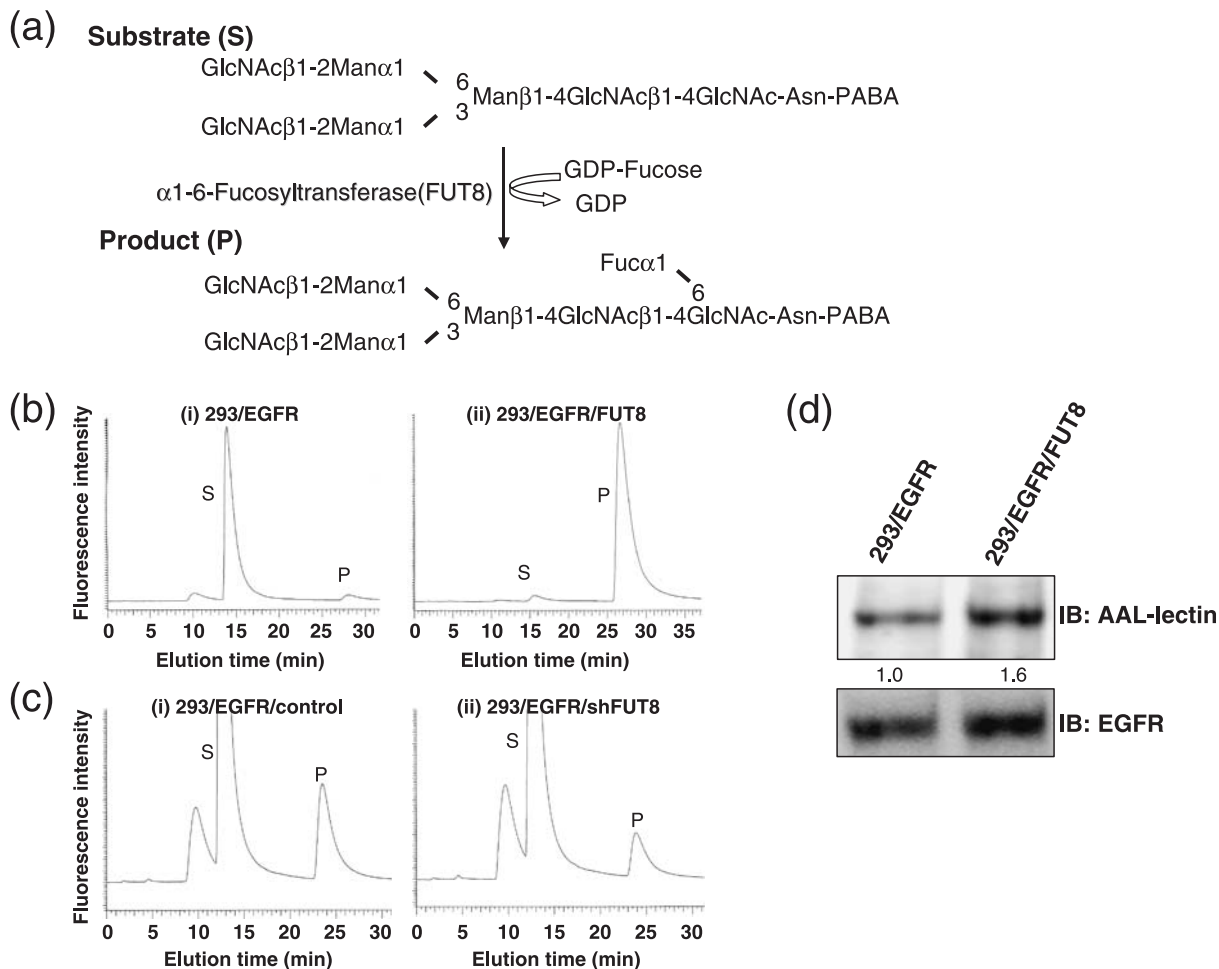 (a)
Substrate (S)
GlcNAcβ1-2Manα1
6
Manβ1-4GlcNAcβ1-4GlcNAc-Asn-PABA
3
GlcNAcβ1-2Manα1
α1-6-Fucosyltransferase(FUT8)
GDP-Fucose
GDP
Product (P)
Fucα1
GlcNAcβ1-2Manα1
6
6
Manβ1-4GlcNAcβ1-4GlcNAc-Asn-PABA
3
GlcNAcβ1-2Manα1
(b)
Fluorescence intensity
(i) 293/EGFR
S
P
0 5 10 15 20 25 30
Elution time (min)
(ii) 293/EGFR/FUT8
P
S
0 5 10 15 20 25 30 35
Elution time (min)
(c)
Fluorescence intensity
(i) 293/EGFR/control
S
P
0 5 10 15 20 25 30
Elution time (min)
(ii) 293/EGFR/shFUT8
S
P
0 5 10 15 20 25 30
Elution time (min)
(d)
293/EGFR
293/EGFR/FUT8
IB: AAL-lectin
1.0 1.6
IB: EGFR